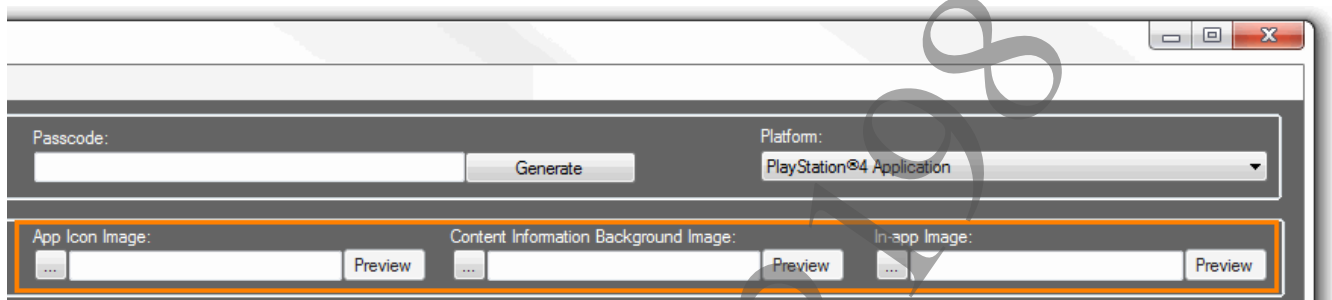 Passcode:
Platform:
Generate
PlayStation®4 Application
App Icon Image:
Content Information Background Image:
In-app Image:
... Preview ... Preview ... Preview
198